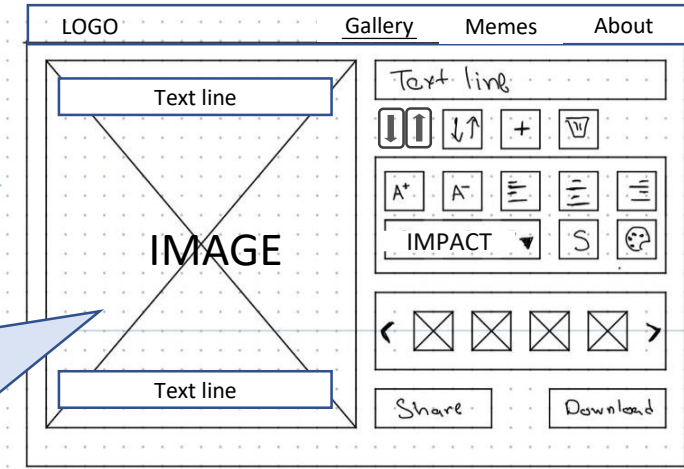 LOGO Gallery Memes About
Text line
Text line
+
A+ A-
IMPACT S
IMAGE
Text line
Share Download